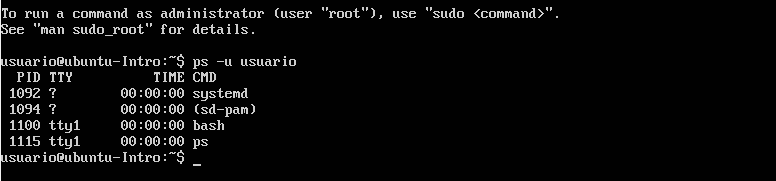 To run a command as administrator (user "root"), use "sudo <command>".
See "man sudo_root" for details.
usuario@ubuntu-Intro:~$ ps -u usuario
  PID TTY          TIME CMD
 1092 ?        00:00:00 systemd
 1094 ?        00:00:00 (sd-pam)
 1100 tty1     00:00:00 bash
 1115 tty1     00:00:00 ps
usuario@ubuntu-Intro:~$ _